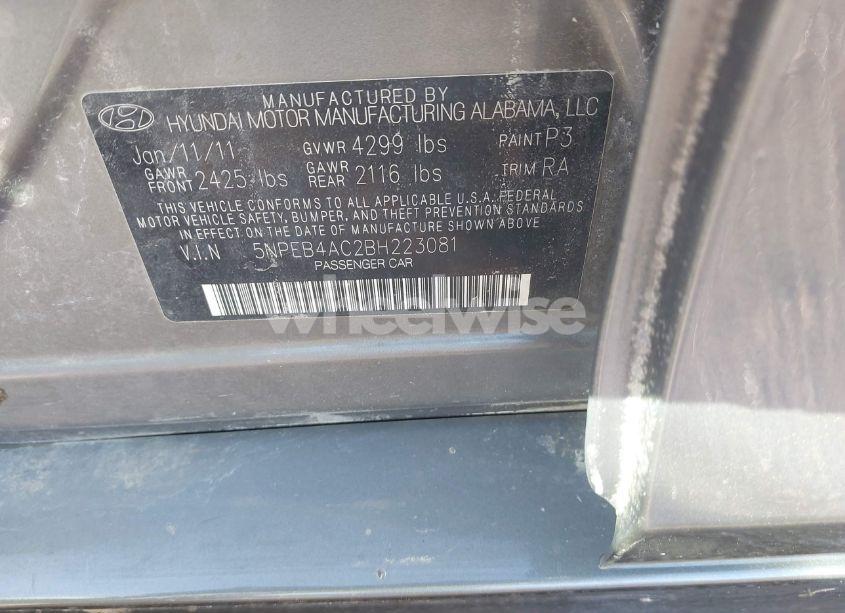 MANUFACTURED BY
HYUNDAI MOTOR MANUFACTURING ALABAMA, LLC
Jan/11/11 GVWR 4299 lbs PAINT P3
GAWR FRONT 2425 lbs GAWR REAR 2116 lbs TRIM RA
THIS VEHICLE CONFORMS TO ALL APPLICABLE U.S.A. FEDERAL
MOTOR VEHICLE SAFETY, BUMPER, AND THEFT PREVENTION STANDARDS
IN EFFECT ON THE DATE OF MANUFACTURE SHOWN ABOVE
V.I.N 5NPEB4AC2BH223081
PASSENGER CAR
wheelwise